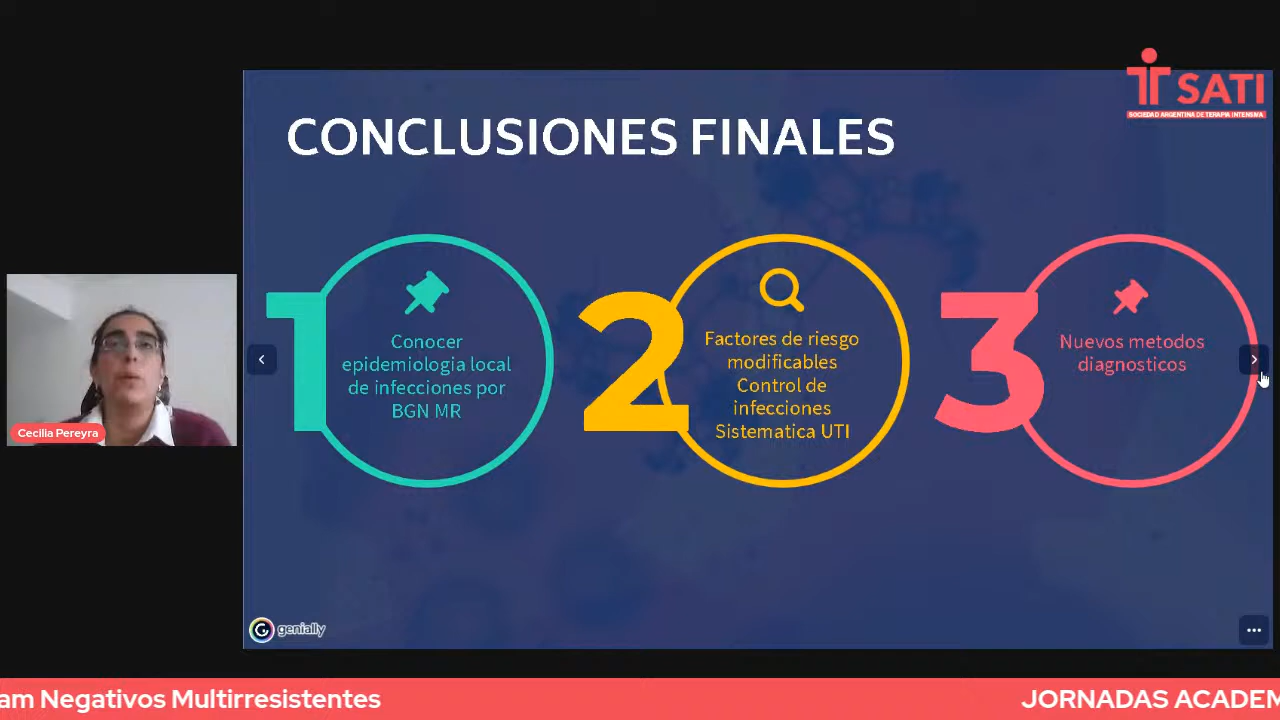 SATI
SOCIEDAD ARGENTINA DE TERAPIA INTENSIVA
CONCLUSIONES FINALES
1
Conocer
epidemiologia local
de infecciones por
BGN MR
2
Factores de riesgo
modificables
Control de
infecciones
Sistematica UTI
3
Nuevos metodos
diagnosticos
Cecilia Pereyra
genially
am Negativos Multirresistentes
JORNADAS ACADEM